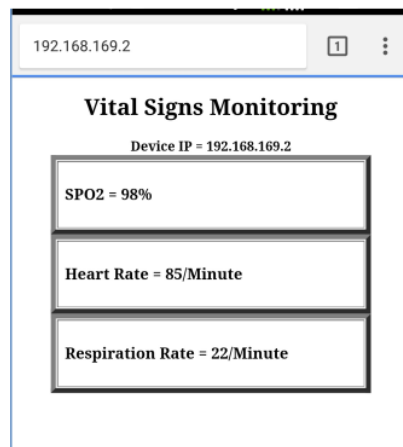 192.168.169.2
1
Vital Signs Monitoring
Device IP = 192.168.169.2
SPO2 = 98%
Heart Rate = 85/Minute
Respiration Rate = 22/Minute